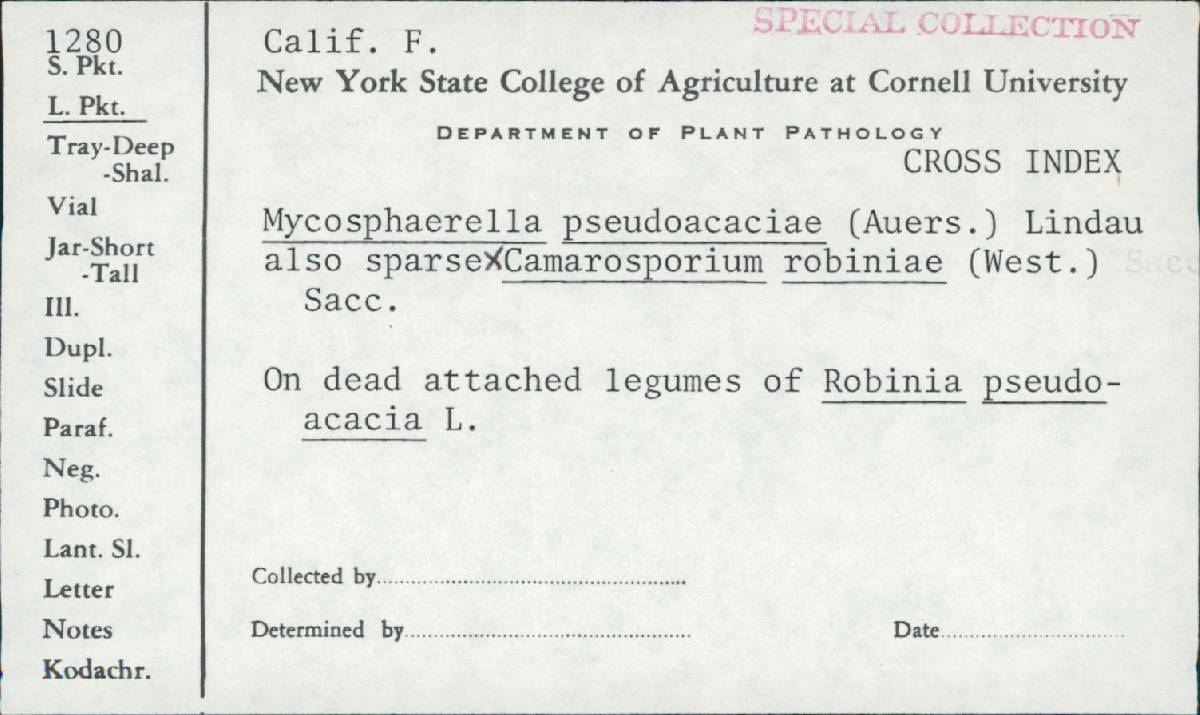 SPECIAL COLLECTION
1280
Calif. F.
S. Pkt.
L. Pkt.
Tray-Deep
-Shal.
Vial
Jar-Short
-Tall
Ill.
Dupl.
Slide
Paraf.
Neg.
Photo.
Lant. Sl.
Letter
Notes
Kodachr.
New York State College of Agriculture at Cornell University
DEPARTMENT OF PLANT PATHOLOGY
CROSS INDEX
Mycosphaerella pseudoacaciae (Auers.) Lindau
also sparse Camarosporium robiniae (West.) Sacc
Sacc.
On dead attached legumes of Robinia pseudo-
acacia L.
Collected by
Determined by
Date